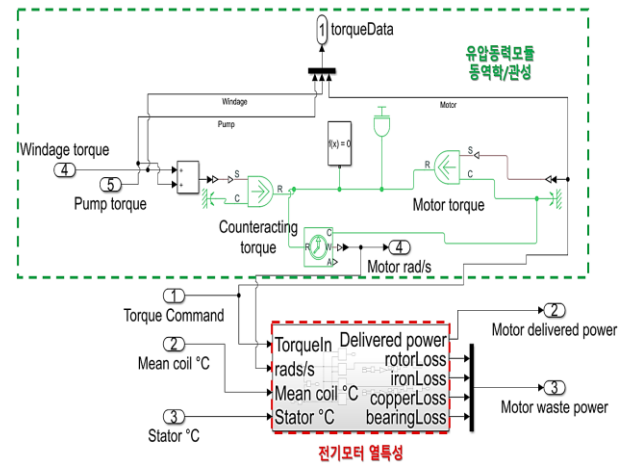 1 torqueData
유압동력모듈
동역학/관성
Windage
Pump
Motor
Windage torque
4
5
Pump torque
+
+
S
C
R
f(x) = 0
R
S
C
Counteracting
torque
Motor torque
R
C
W
A
4
Motor rad/s
1
Torque Command
2
Mean coil °C
3
Stator °C
TorqueIn
rads/s
Mean coil °C
Stator °C
Delivered power
rotorLoss
ironLoss
copperLoss
bearingLoss
2
Motor delivered power
3
Motor waste power
전기모터 열특성